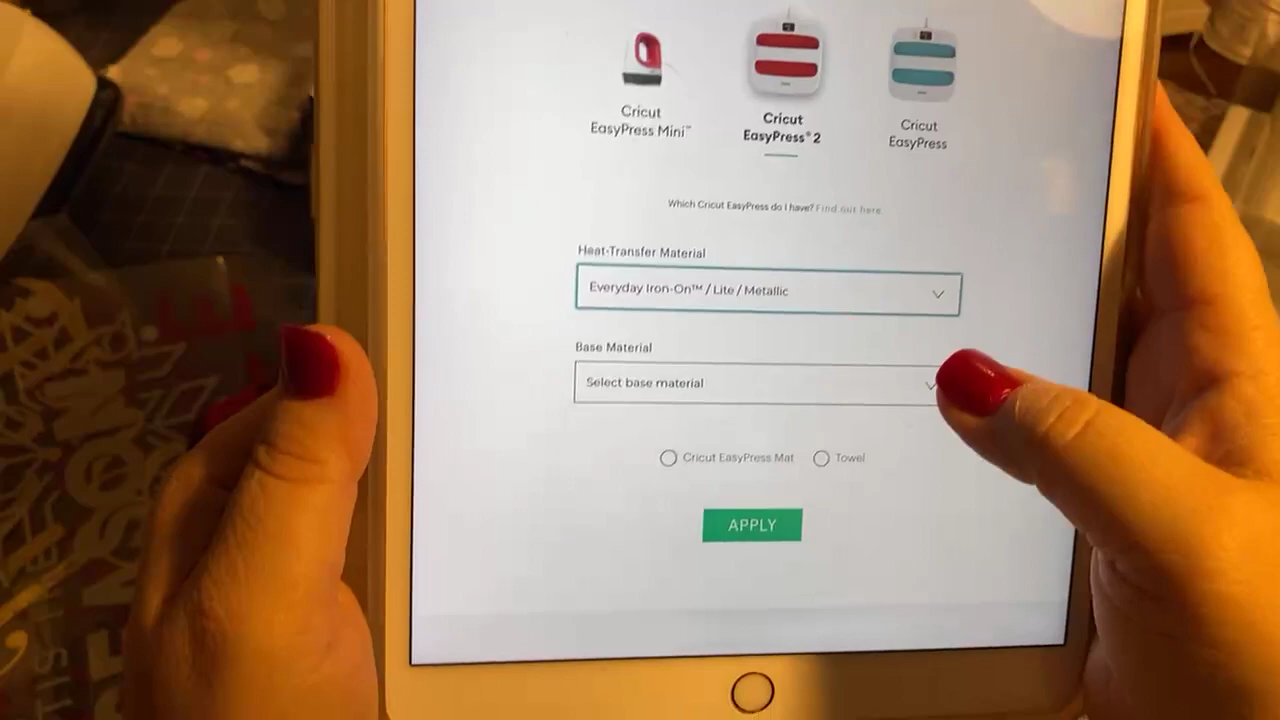 Cricut
EasyPress Mini™
Cricut
EasyPress® 2
Cricut
EasyPress
Which Cricut EasyPress do I have? Find out here
Heat-Transfer Material
Everyday Iron-On™ / Lite / Metallic
Base Material
Select base material
Cricut EasyPress Mat
Towel
APPLY